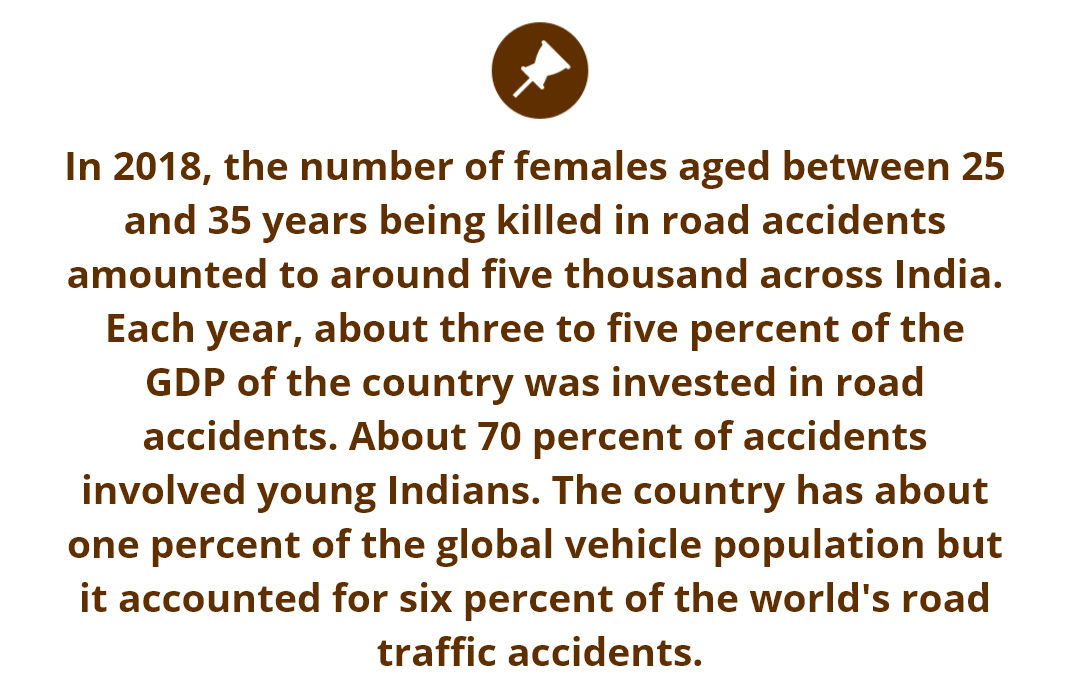 In 2018, the number of females aged between 25
and 35 years being killed in road accidents
amounted to around five thousand across India.
Each year, about three to five percent of the
GDP of the country was invested in road
accidents. About 70 percent of accidents
involved young Indians. The country has about
one percent of the global vehicle population but
it accounted for six percent of the world's road
traffic accidents.